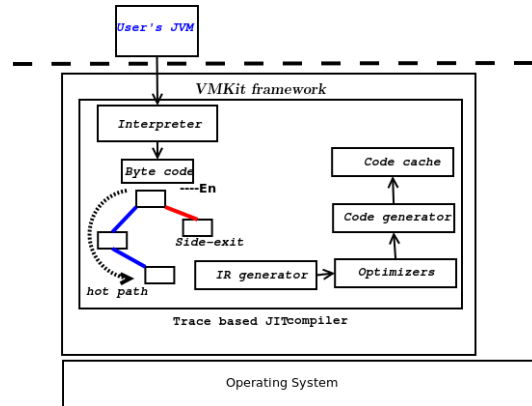 User's JVM
VMKit framework
Interpreter
Byte code
----En
Code cache
Code generator
Side-exit
IR generator
Optimizers
hot path
Trace based JITcompiler
Operating System